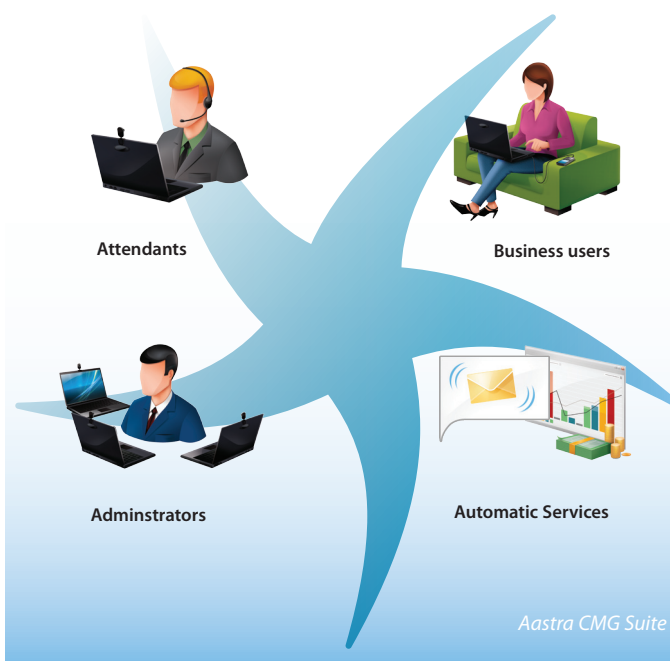 Attendants
Business users
Adminstrators
Automatic Services
Aastra CMG Suite